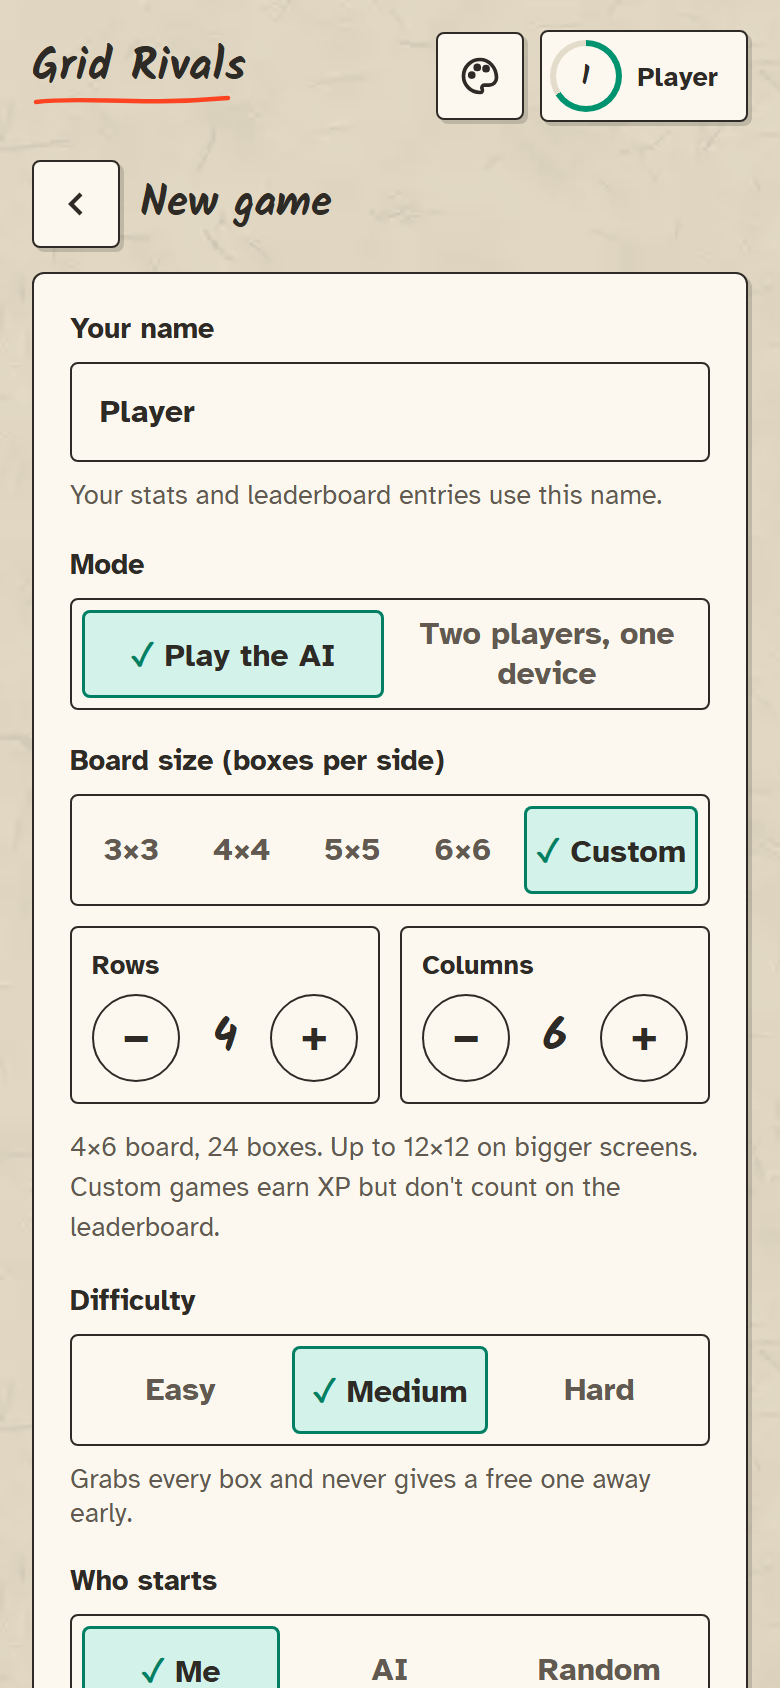 Grid Rivals
1
Player
New game
Your name
Player
Your stats and leaderboard entries use this name.
Mode
✓ Play the AI
Two players, one
device
Board size (boxes per side)
3×3 4×4 5×5 6×6 ✓ Custom
Rows
− 4 +
Columns
− 6 +
4×6 board, 24 boxes. Up to 12×12 on bigger screens.
Custom games earn XP but don't count on the
leaderboard.
Difficulty
Easy ✓ Medium Hard
Grabs every box and never gives a free one away
early.
Who starts
✓ Me AI Random